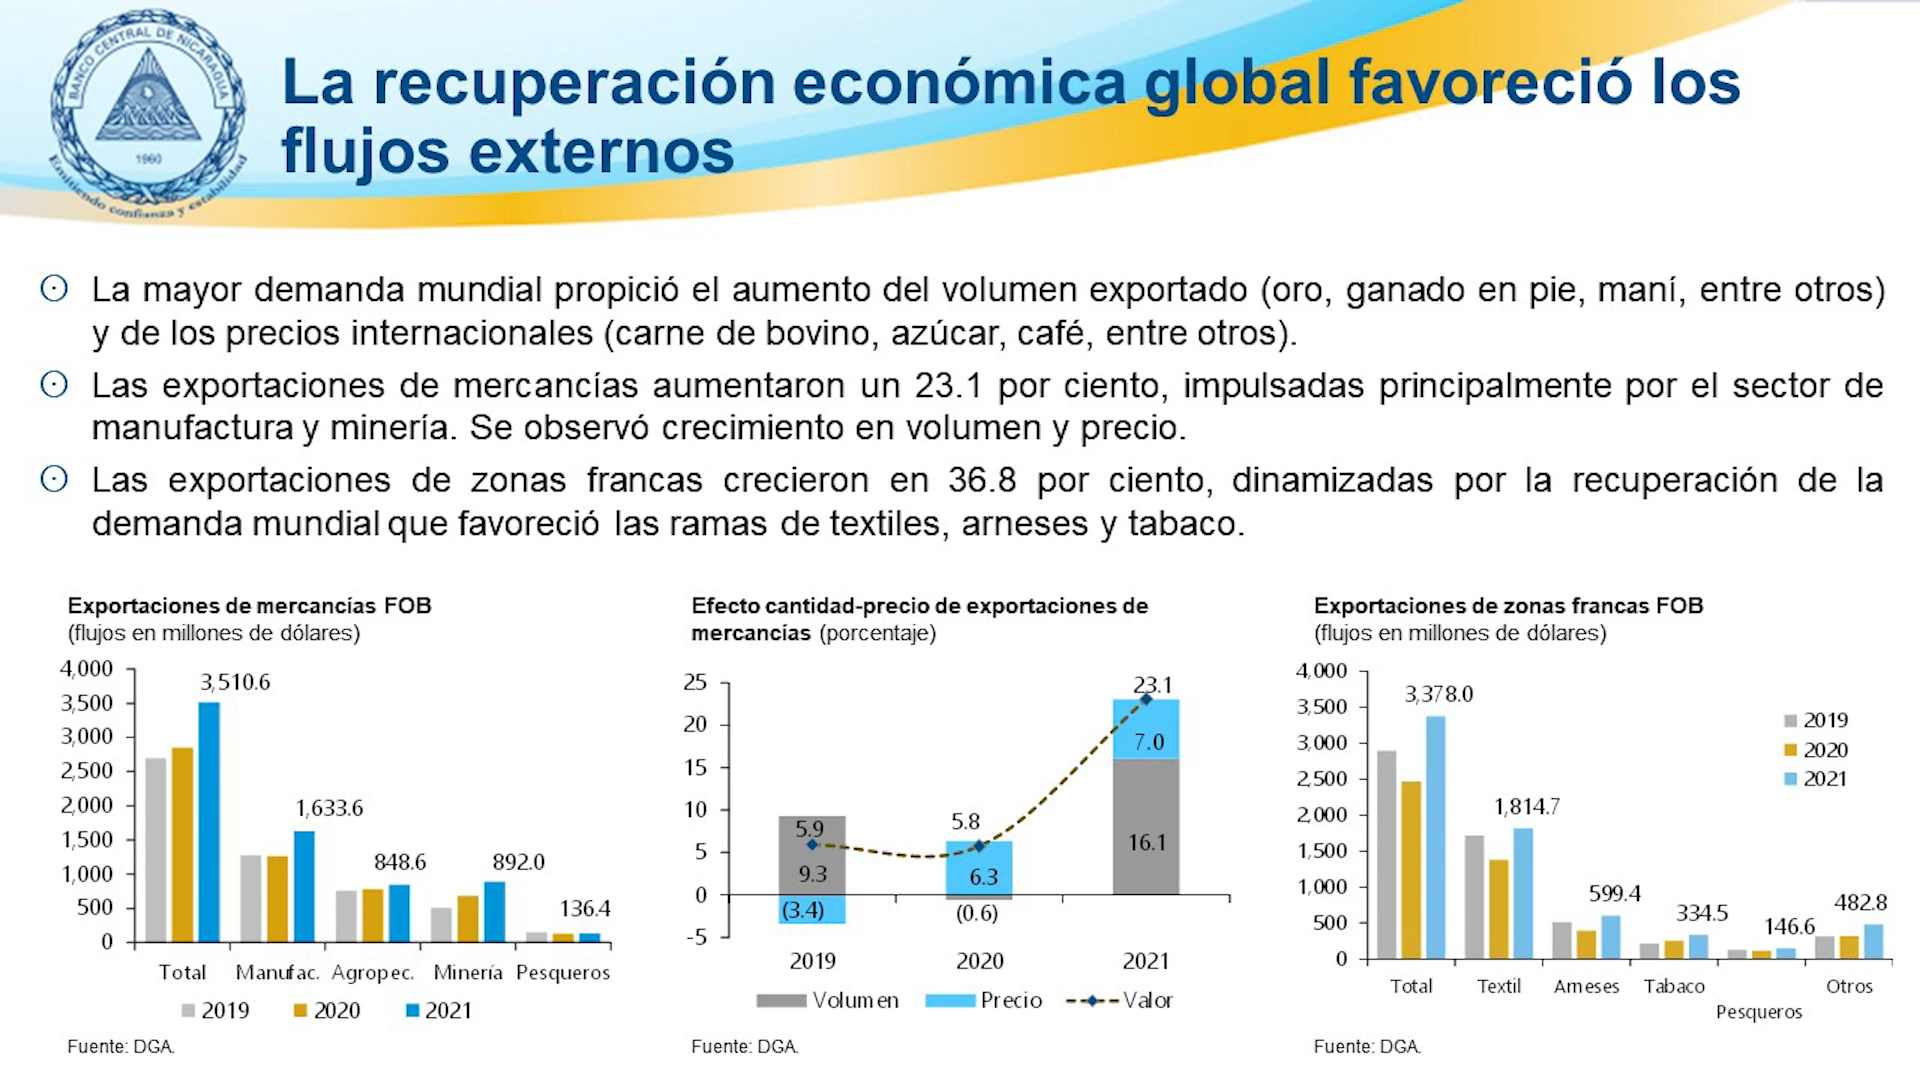 BANCO CENTRAL DE NICARAGUA
1960
Emitiendo confianza y estabilidad
La recuperación económica global favoreció los
flujos externos
La mayor demanda mundial propició el aumento del volumen exportado (oro, ganado en pie, maní, entre otros)
y de los precios internacionales (carne de bovino, azúcar, café, entre otros).
Las exportaciones de mercancías aumentaron un 23.1 por ciento, impulsadas principalmente por el sector de
manufactura y minería. Se observó crecimiento en volumen y precio.
Las exportaciones de zonas francas crecieron en 36.8 por ciento, dinamizadas por la recuperación de la
demanda mundial que favoreció las ramas de textiles, arneses y tabaco.
Exportaciones de mercancías FOB
(flujos en millones de dólares)
4,000
3,500
3,000
2,500
2,000
1,500
1,000
500
0
3,510.6
1,633.6
848.6
892.0
136.4
Total Manufac. Agropec. Minería Pesqueros
2019 2020 2021
Fuente: DGA.
Efecto cantidad-precio de exportaciones de
mercancías (porcentaje)
25
20
15
10
5
0
-5
23.1
7.0
16.1
5.9
9.3
(3.4)
5.8
6.3
(0.6)
2019 2020 2021
Volumen Precio Valor
Fuente: DGA.
Exportaciones de zonas francas FOB
(flujos en millones de dólares)
4,000
3,500
3,000
2,500
2,000
1,500
1,000
500
0
3,378.0
1,814.7
599.4
334.5
146.6
482.8
2019
2020
2021
Total Textil Arneses Tabaco Otros
Pesqueros
Fuente: DGA.